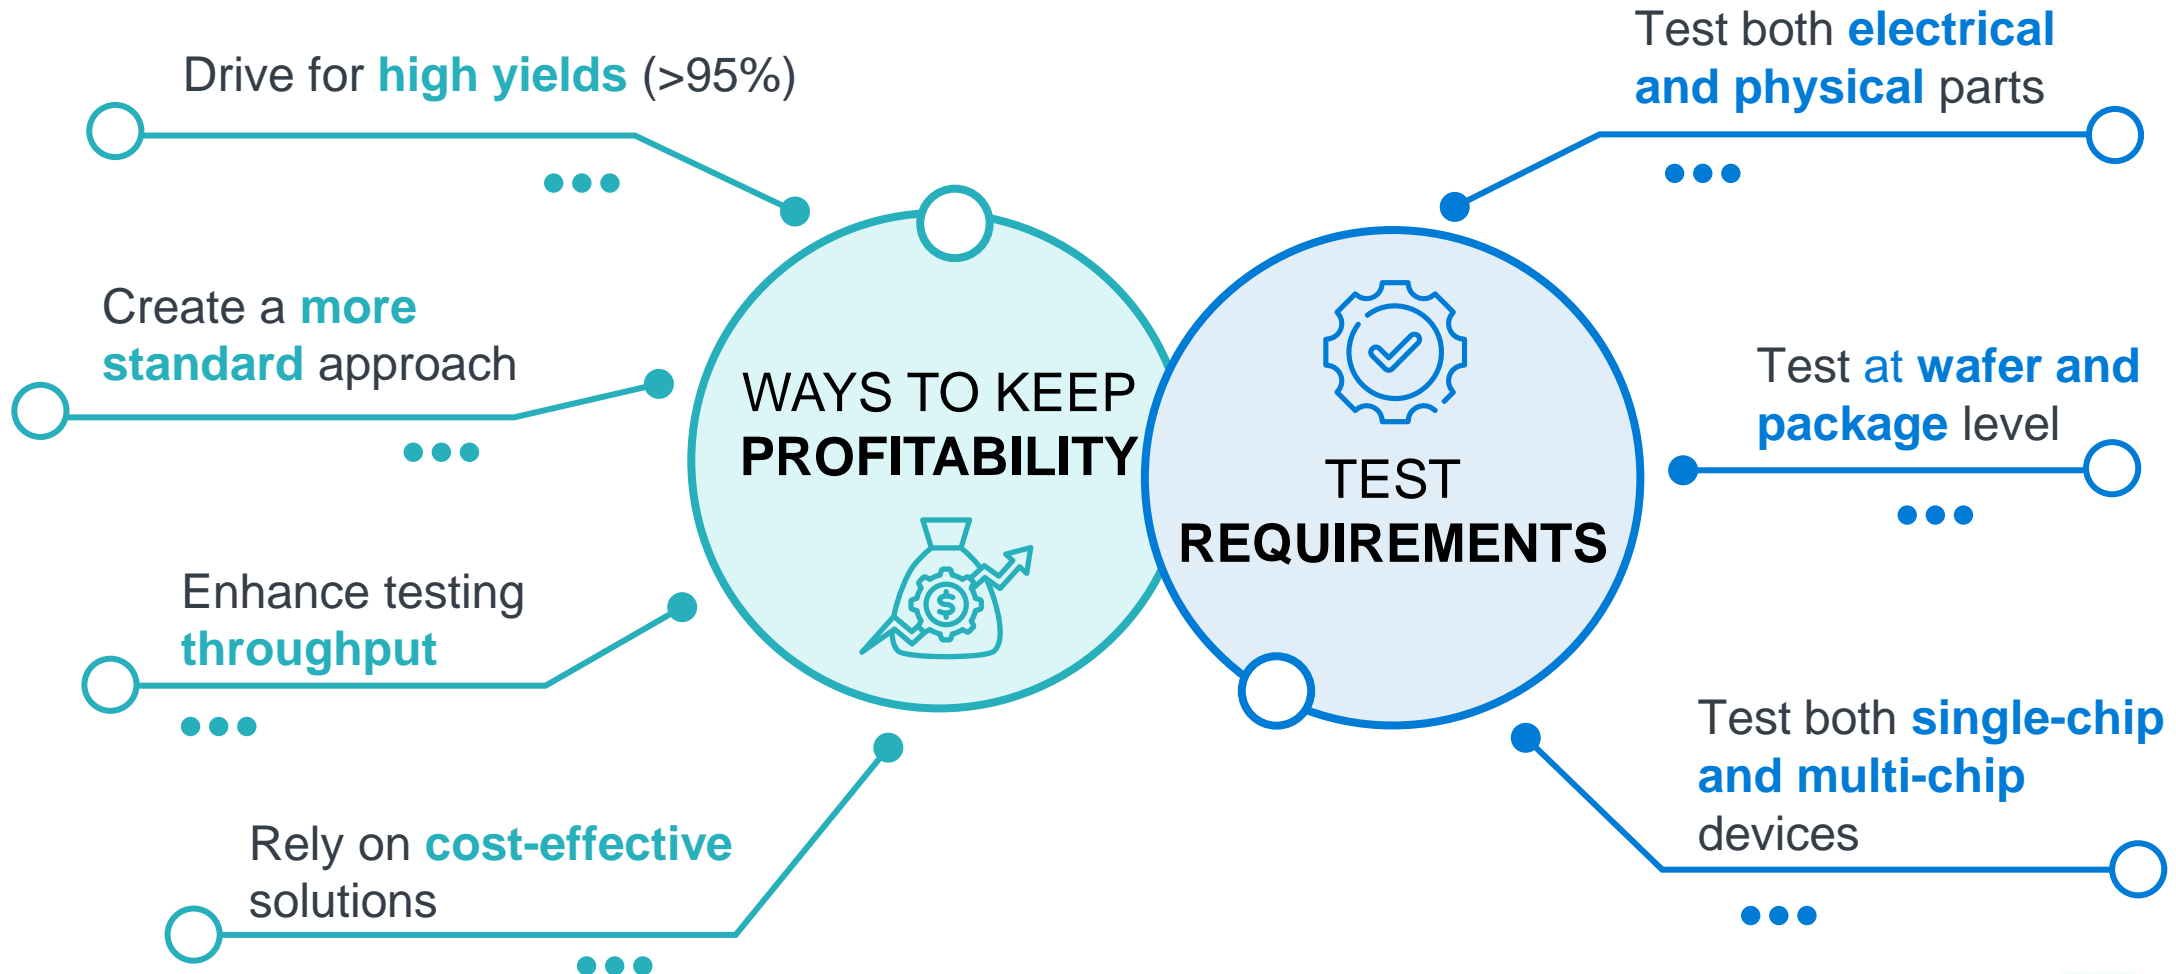 Drive for high yields (>95%)
Create a more
standard approach
Enhance testing
throughput
Rely on cost-effective
solutions
WAYS TO KEEP
PROFITABILITY
$
TEST
REQUIREMENTS
Test both electrical
and physical parts
Test at wafer and
package level
Test both single-chip
and multi-chip
devices